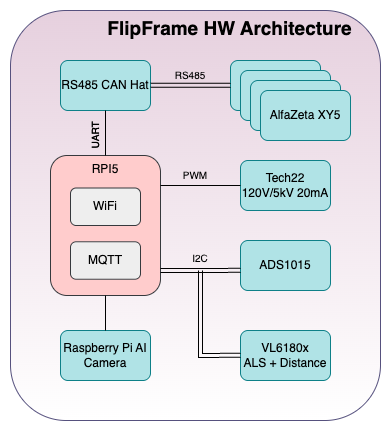 FlipFrame HW Architecture
RS485 CAN Hat
RS485
AlfaZeta XY5
UART
RPI5
WiFi
MQTT
PWM
Tech22
120V/5kV 20mA
I2C
ADS1015
Raspberry Pi AI
Camera
VL6180x
ALS + Distance